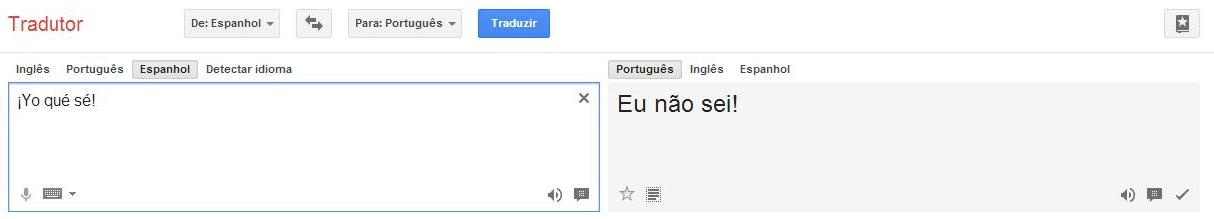 Tradutor De: Espanhol Para: Português Traduzir
Inglês Português Espanhol Detectar idioma Português Inglês Espanhol
¡Yo qué sé!
Eu não sei!